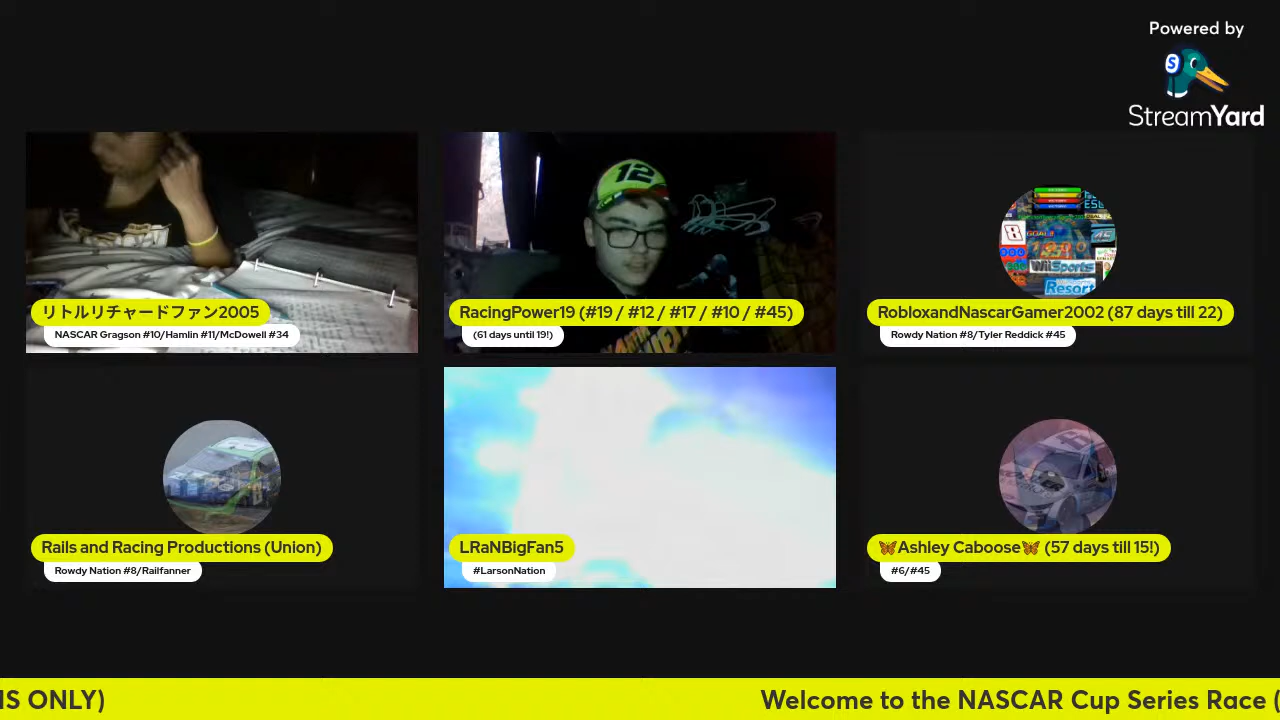 Powered by
StreamYard
12
リトルリチャードファン2005
NASCAR Gragson #10/Hamlin #11/McDowell #34
RacingPower19 (#19 / #12 / #17 / #10 / #45)
(61 days until 19!)
WiiSports
Resort
RobloxandNascarGamer2002 (87 days till 22)
Rowdy Nation #8/Tyler Reddick #45
Rails and Racing Productions (Union)
Rowdy Nation #8/Railfanner
LRaNBigFan5
#LarsonNation
🦋Ashley Caboose🦋 (57 days till 15!)
#6/#45
IS ONLY)
Welcome to the NASCAR Cup Series Race (